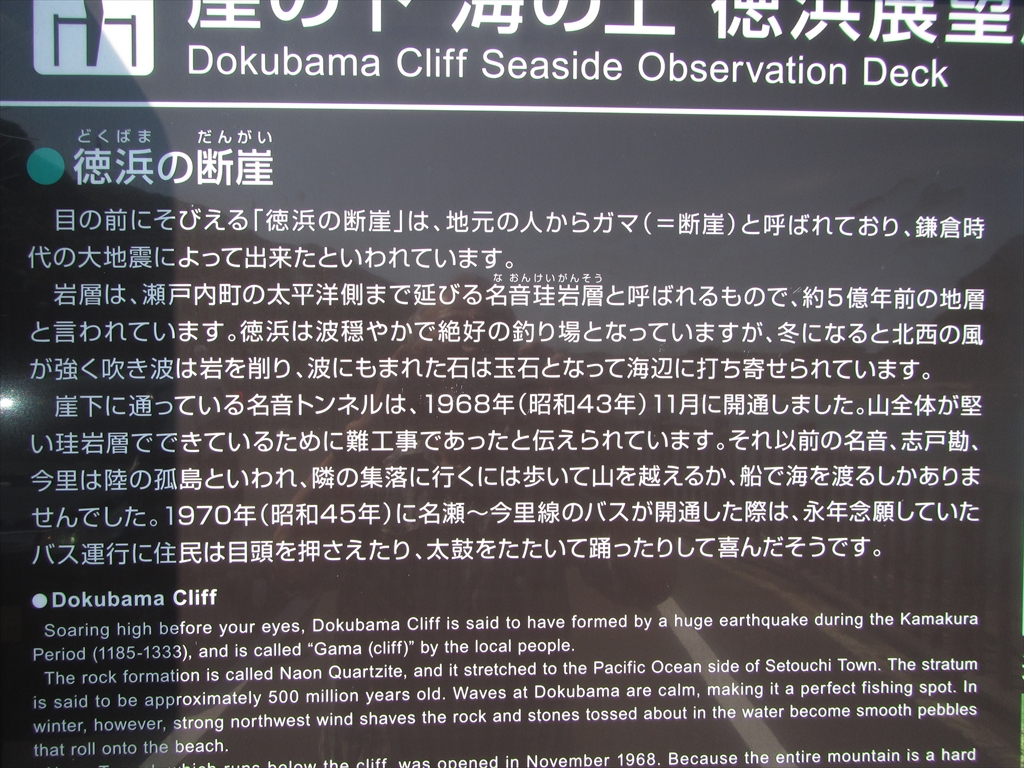 崖の下 海の上 徳浜展望
Dokubama Cliff Seaside Observation Deck
どくばま だんがい
●徳浜の断崖
目の前にそびえる「徳浜の断崖」は、地元の人からガマ（＝断崖）と呼ばれており、鎌倉時
代の大地震によって出来たといわれています。
なおんけいがんそう
岩層は、瀬戸内町の太平洋側まで延びる名音珪岩層と呼ばれるもので、約5億年前の地層
と言われています。徳浜は波穏やかで絶好の釣り場となっていますが、冬になると北西の風
が強く吹き波は岩を削り、波にもまれた石は玉石となって海辺に打ち寄せられています。
崖下に通っている名音トンネルは、1968年（昭和43年）11月に開通しました。山全体が堅
い珪岩層でできているために難工事であったと伝えられています。それ以前の名音、志戸勘、
今里は陸の孤島といわれ、隣の集落に行くには歩いて山を越えるか、船で海を渡るしかありま
せんでした。1970年（昭和45年）に名瀬～今里線のバスが開通した際は、永年念願していた
バス運行に住民は目頭を押さえたり、太鼓をたたいて踊ったりして喜んだそうです。
●Dokubama Cliff
Soaring high before your eyes, Dokubama Cliff is said to have formed by a huge earthquake during the Kamakura
Period (1185-1333), and is called “Gama (cliff)” by the local people.
The rock formation is called Naon Quartzite, and it stretched to the Pacific Ocean side of Setouchi Town. The stratum
is said to be approximately 500 million years old. Waves at Dokubama are calm, making it a perfect fishing spot. In
winter, however, strong northwest wind shaves the rock and stones tossed about in the water become smooth pebbles
that roll onto the beach.
which runs below the cliff, was opened in November 1968. Because the entire mountain is a hard